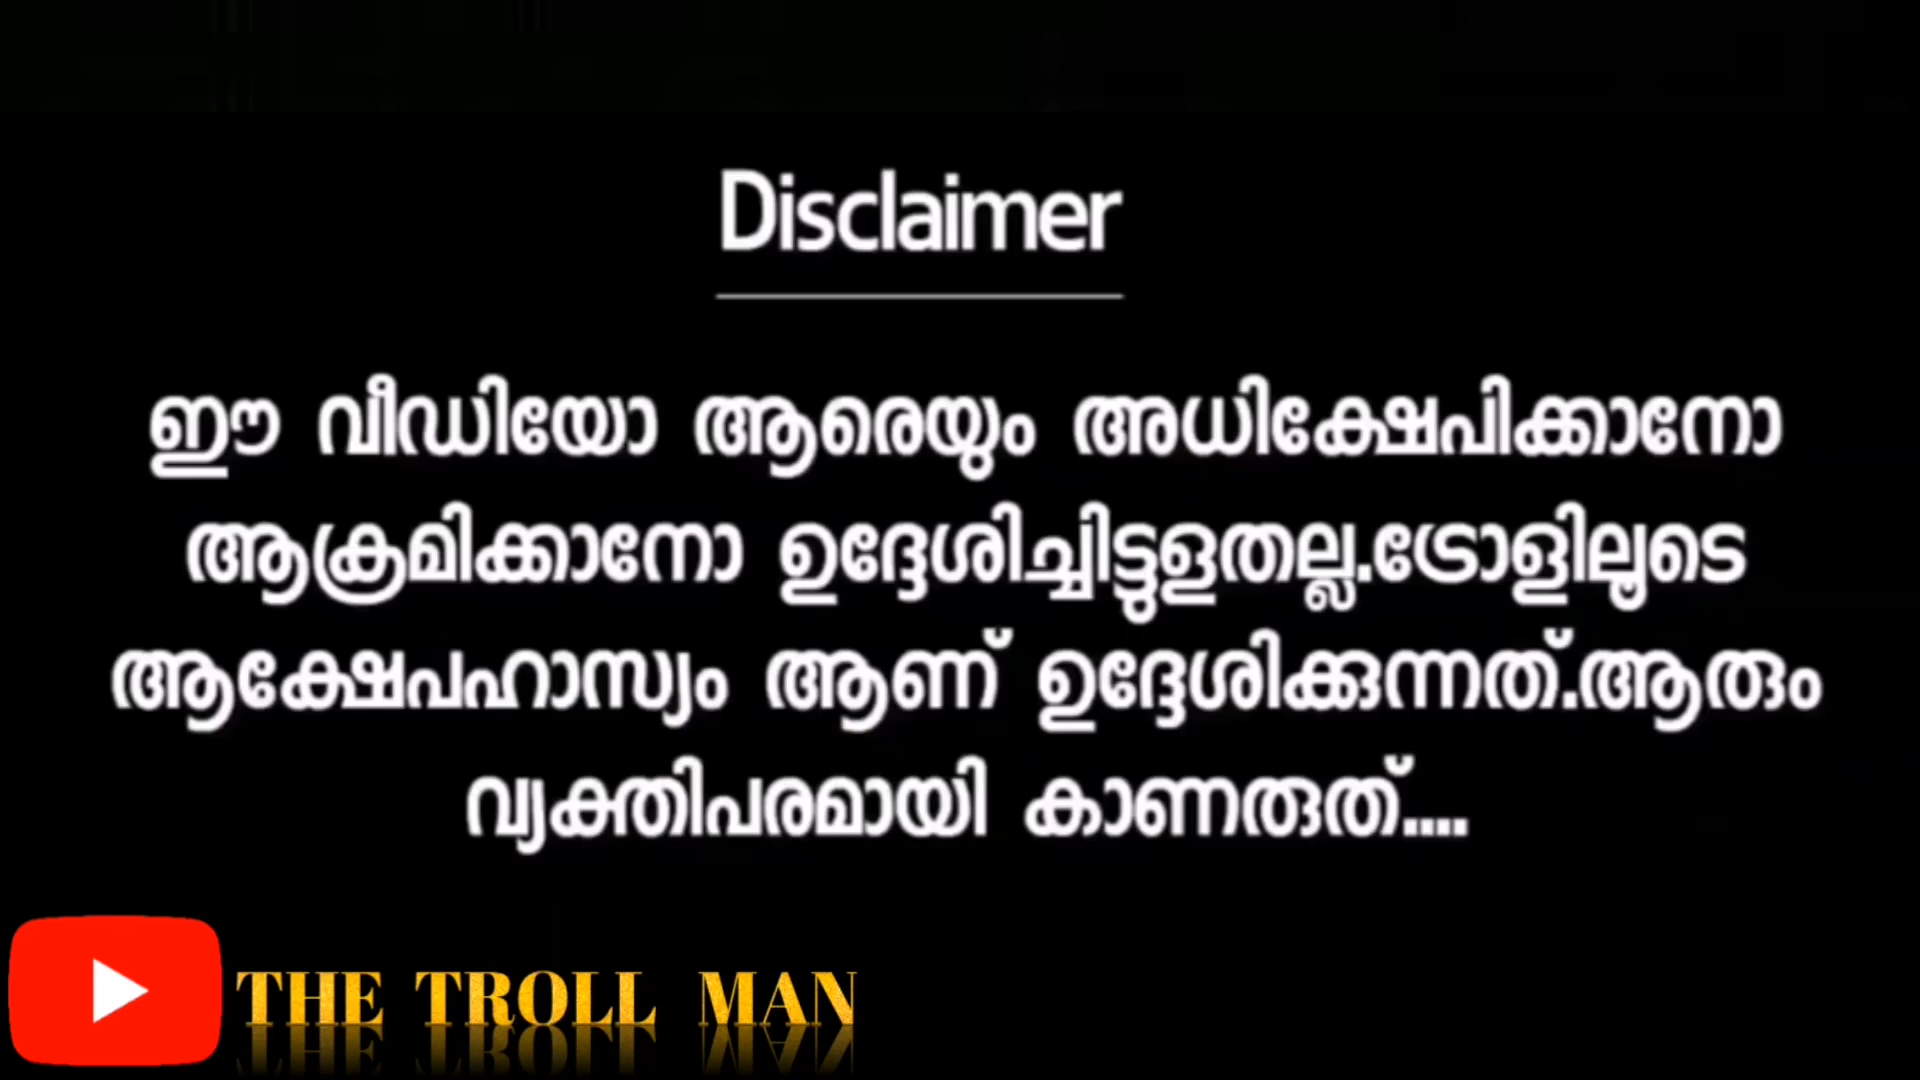 Disclaimer
ഈ വീഡിയോ ആരെയും അധിക്ഷേപിക്കാനോ
ആക്രമിക്കാനോ ഉദ്ദേശിച്ചിട്ടുളതല്ല.ട്രോളിലൂടെ
ആക്ഷേപഹാസ്യം ആണ് ഉദ്ദേശിക്കുന്നത്.ആരും
വ്യക്തിപരമായി കാണരുത്....
THE TROLL MAN